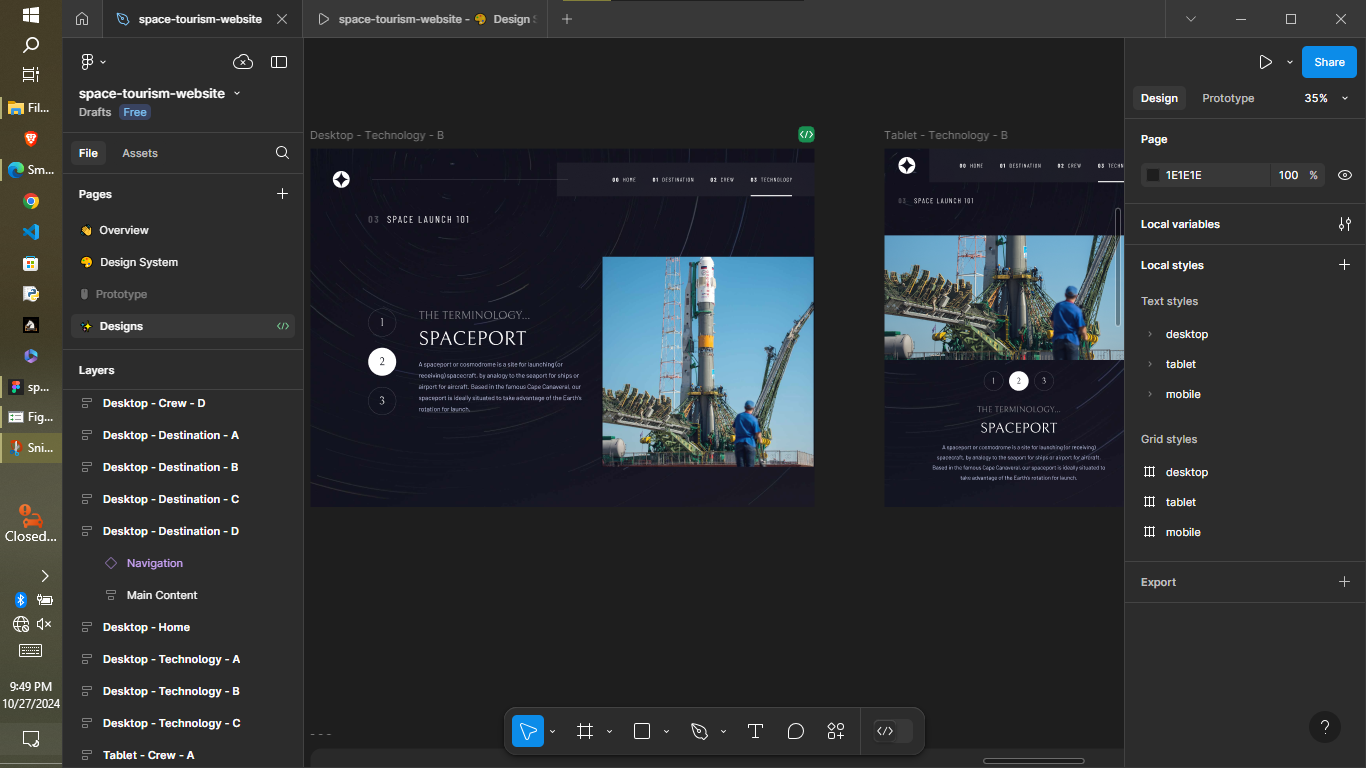 space-tourism-website
space-tourism-website - Design S
space-tourism-website
Drafts Free
File Assets
Pages
Overview
Design System
Prototype
Designs
Layers
Desktop - Crew - D
Desktop - Destination - A
Desktop - Destination - B
Desktop - Destination - C
Desktop - Destination - D
Navigation
Main Content
Desktop - Home
Desktop - Technology - A
Desktop - Technology - B
Desktop - Technology - C
Tablet - Crew - A
Fil...
Sm...
sp...
Fig...
Sni...
Closed...
9:49 PM
10/27/2024
Desktop - Technology - B
00 HOME 01 DESTINATION 02 CREW 03 TECHNOLOGY
03 SPACE LAUNCH 101
1
2
3
THE TERMINOLOGY...
SPACEPORT
A spaceport or cosmodrome is a site for launching (or
receiving) spacecraft, by analogy to the seaport for ships or
airport for aircraft. Based in the famous Cape Canaveral, our
spaceport is ideally situated to take advantage of the Earth's
rotation for launch.
Tablet - Technology - B
00 HOME 01 DESTINATION 02 CREW 03 TECHN
03 SPACE LAUNCH 101
1 2 3
THE TERMINOLOGY...
SPACEPORT
A spaceport or cosmodrome is a site for launching (or receiving)
spacecraft, by analogy to the seaport for ships or airport for aircraft.
Based in the famous Cape Canaveral, our spaceport is ideally situated to
take advantage of the Earth's rotation for launch.
Share
Design Prototype 35%
Page
1E1E1E 100 %
Local variables
Local styles
Text styles
desktop
tablet
mobile
Grid styles
desktop
tablet
mobile
Export
?